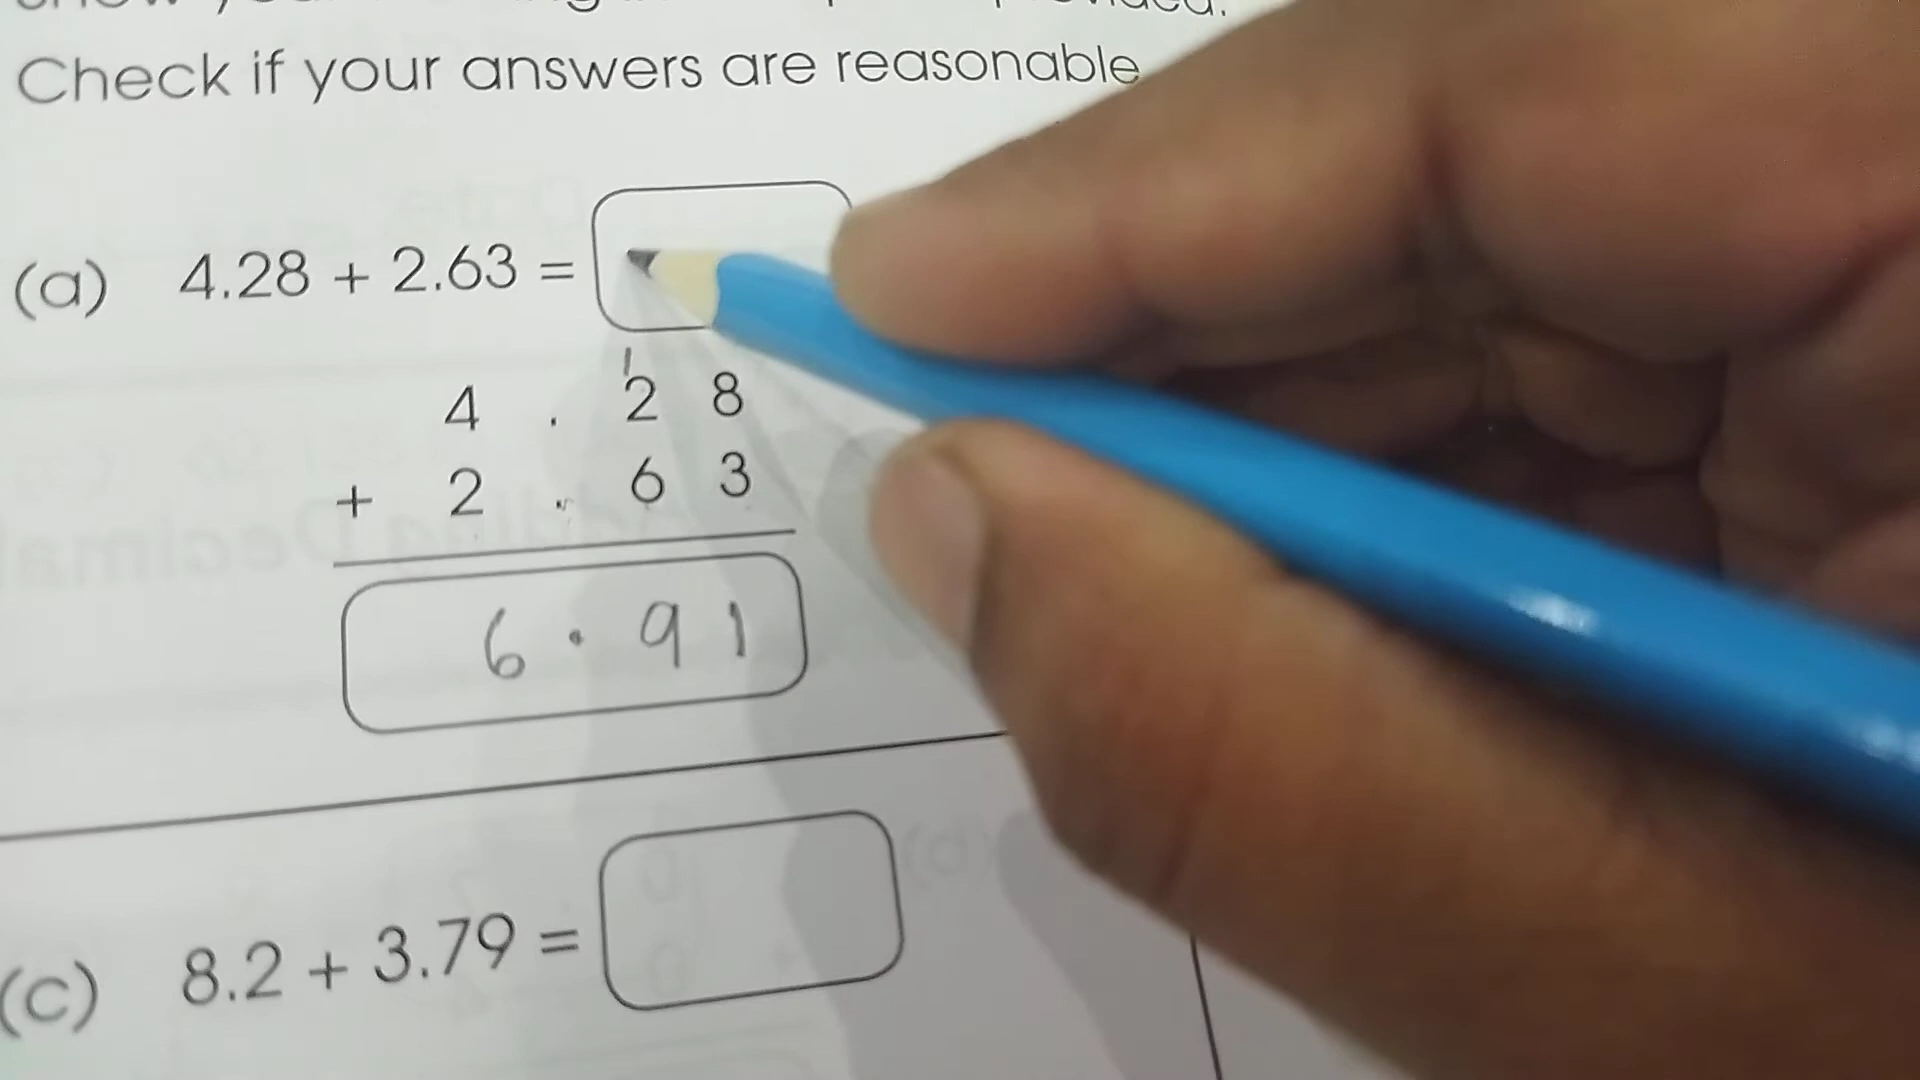 Check if your answers are reasonable
(a) 4.28 + 2.63 =
1
4 . 2 8
+ 2 . 6 3
6 . 9 1
(c) 8.2 + 3.79 =